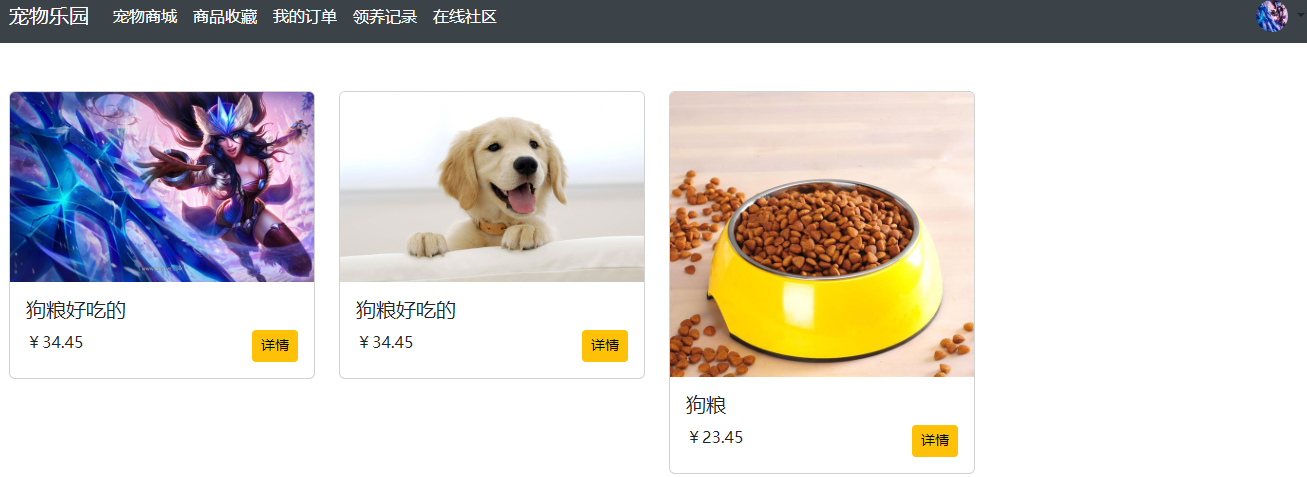 宠物乐园 宠物商城 商品收藏 我的订单 领养记录 在线社区
狗粮好吃的
￥34.45
详情
狗粮好吃的
￥34.45
详情
狗粮
￥23.45
详情